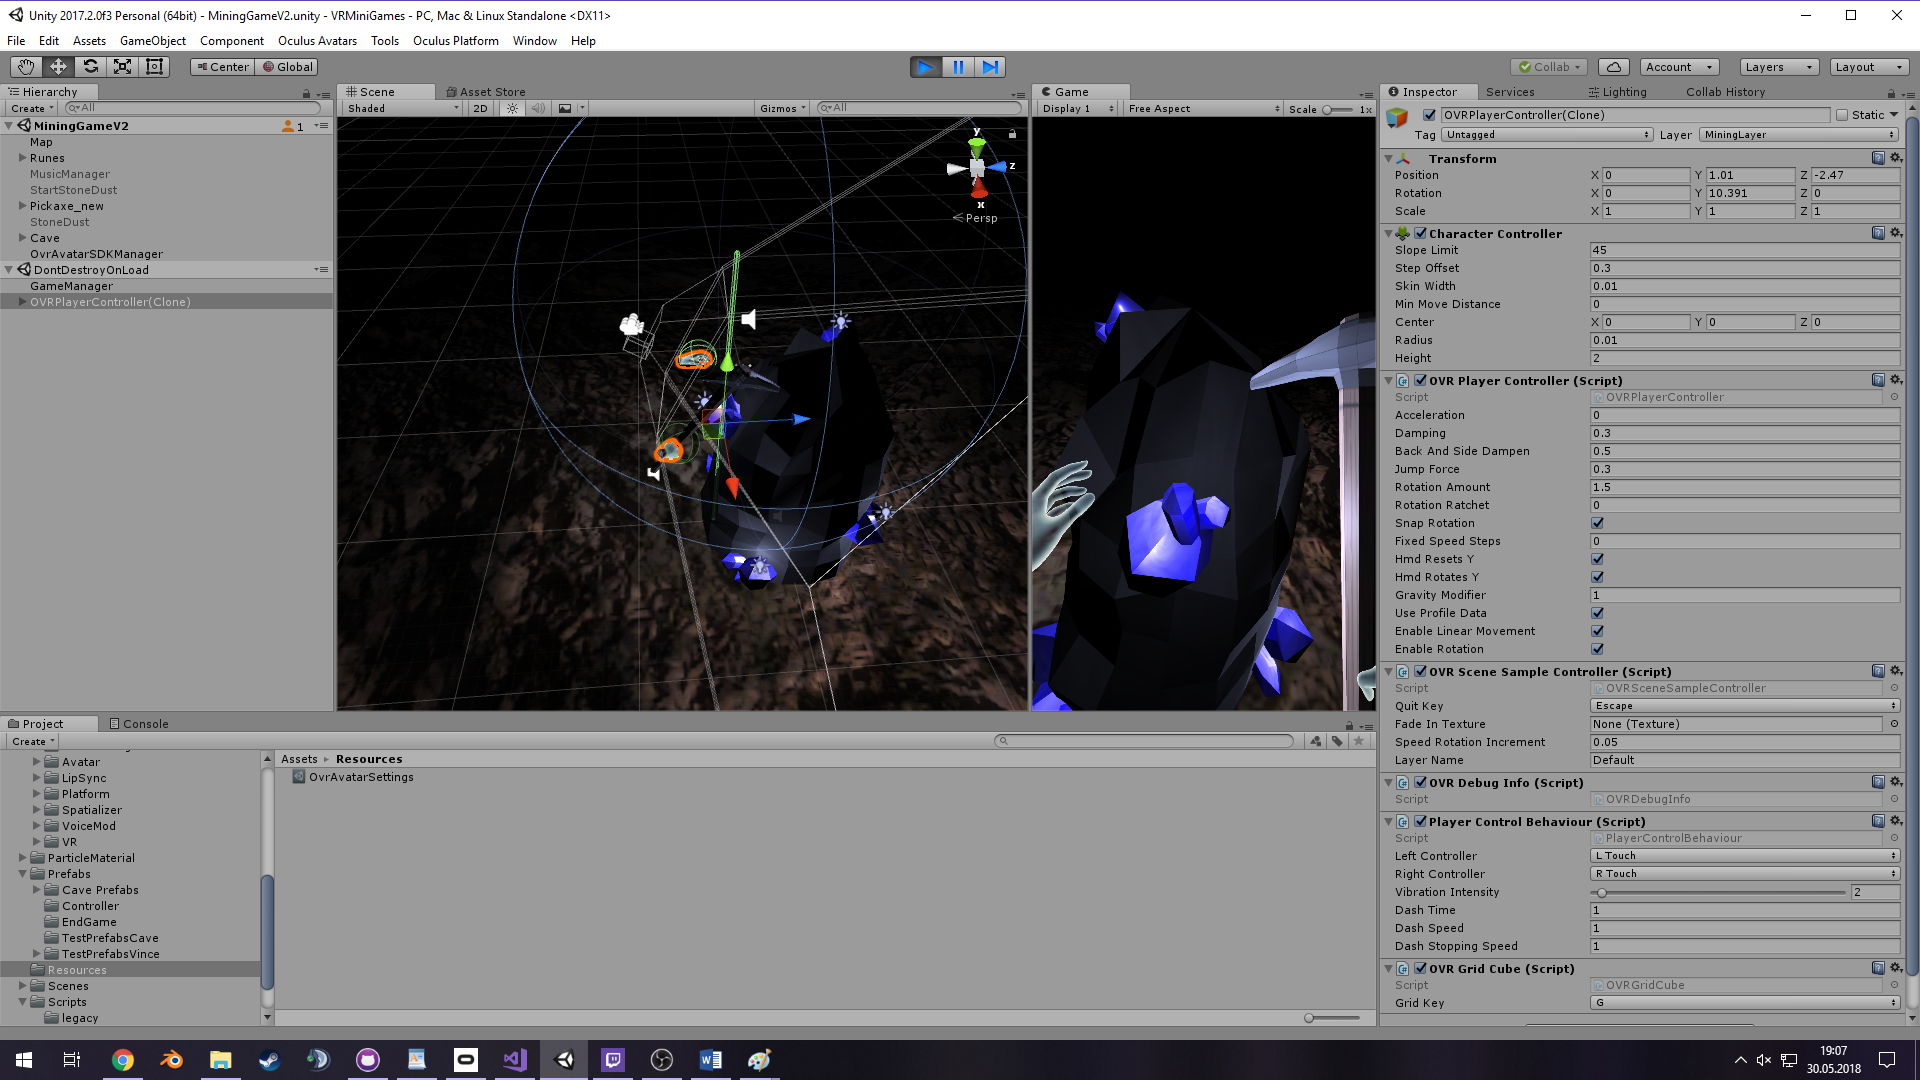 Unity 2017.2.0f3 Personal (64bit) - MiningGameV2.unity - VRMiniGames - PC, Mac & Linux Standalone <DX11>
File Edit Assets GameObject Component Oculus Avatars Tools Oculus Platform Window Help
Center Global Collab Account Layers Layout
Hierarchy
Create All
MiningGameV2 1
Map
Runes
MusicManager
StartStoneDust
Pickaxe_new
StoneDust
Cave
OvrAvatarSDKManager
DontDestroyOnLoad
GameManager
OVRPlayerController(Clone)
Scene Asset Store
Shaded 2D Gizmos All
y
z
x
Persp
Game
Display 1 Free Aspect Scale 1x
Inspector Services Lighting Collab History
OVRPlayerController(Clone) Static
Tag Untagged Layer MiningLayer
Transform
Position X 0 Y 1.01 Z -2.47
Rotation X 0 Y 10.391 Z 0
Scale X 1 Y 1 Z 1
Character Controller
Slope Limit 45
Step Offset 0.3
Skin Width 0.01
Min Move Distance 0
Center X 0 Y 0 Z 0
Radius 0.01
Height 2
OVR Player Controller (Script)
Script OVRPlayerController
Acceleration 0
Damping 0.3
Back And Side Dampen 0.5
Jump Force 0.3
Rotation Amount 1.5
Rotation Ratchet 0
Snap Rotation
Fixed Speed Steps 0
Hmd Resets Y
Hmd Rotates Y
Gravity Modifier 1
Use Profile Data
Enable Linear Movement
Enable Rotation
OVR Scene Sample Controller (Script)
Script OVRSceneSampleController
Quit Key Escape
Fade In Texture None (Texture)
Speed Rotation Increment 0.05
Layer Name Default
OVR Debug Info (Script)
Script OVRDebugInfo
Player Control Behaviour (Script)
Script PlayerControlBehaviour
Left Controller L Touch
Right Controller R Touch
Vibration Intensity 2
Dash Time 1
Dash Speed 1
Dash Stopping Speed 1
OVR Grid Cube (Script)
Script OVRGridCube
Grid Key G
Project Console
Create
Avatar
LipSync
Platform
Spatializer
VoiceMod
VR
ParticleMaterial
Prefabs
Cave Prefabs
Controller
EndGame
TestPrefabsCave
TestPrefabsVince
Resources
Scenes
Scripts
legacy
Assets Resources
OvrAvatarSettings
19:07
30.05.2018